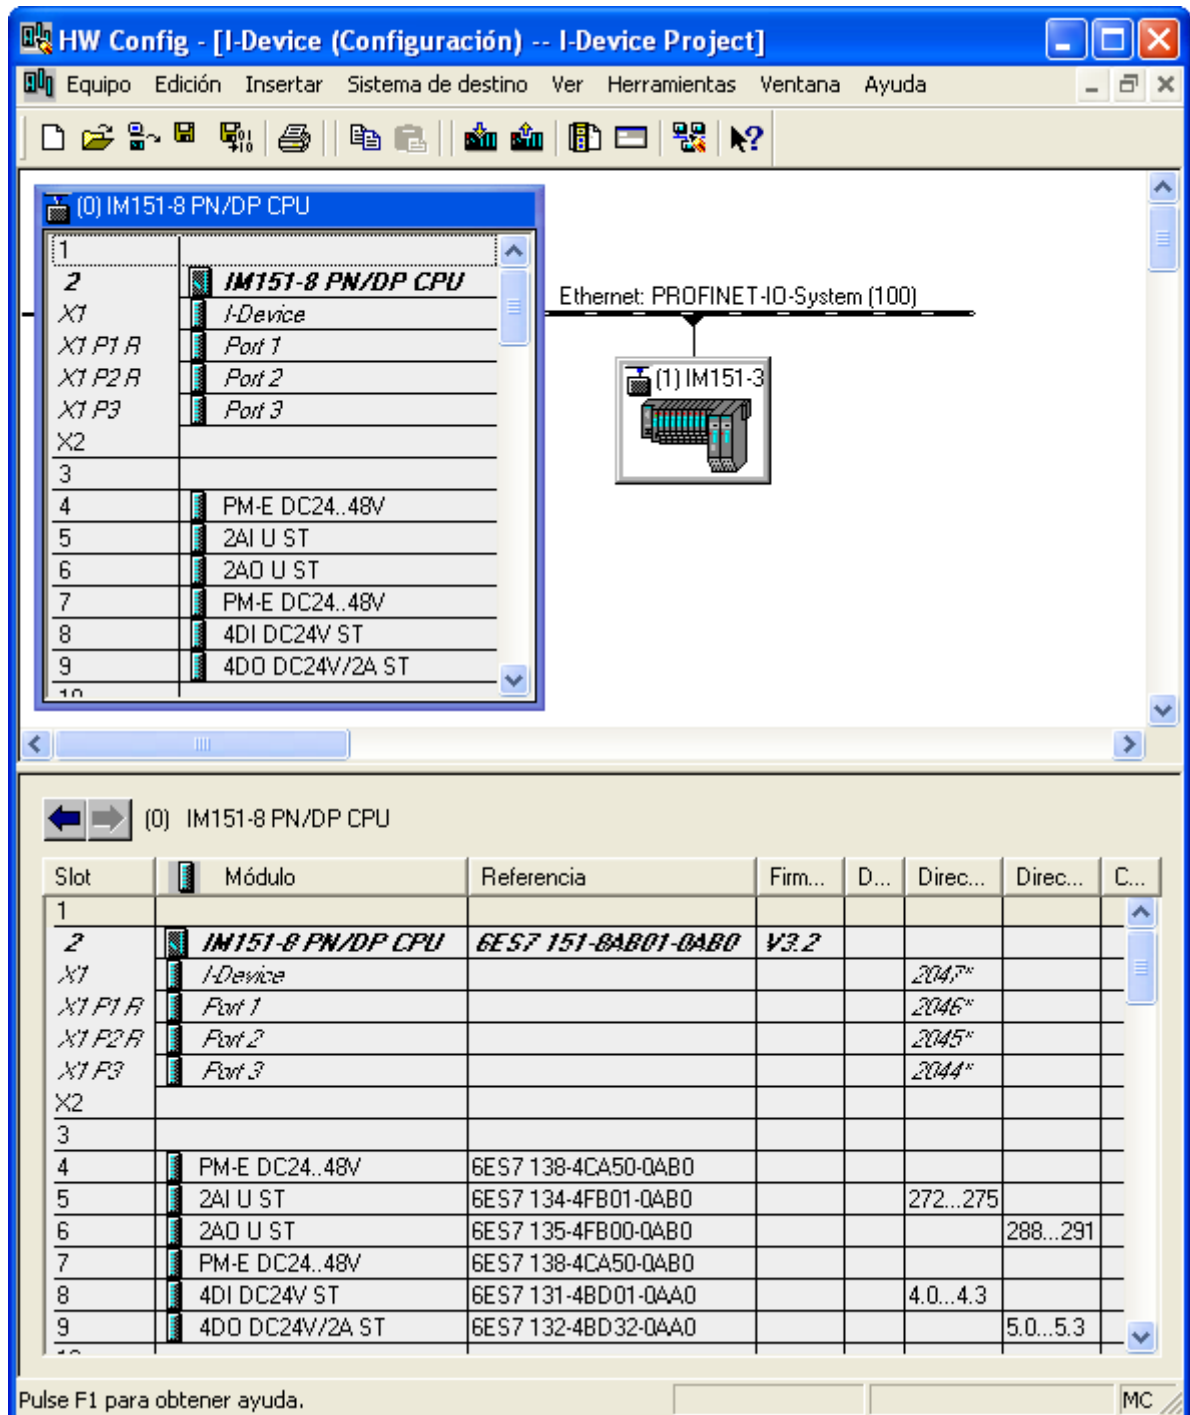 HW Config - [I-Device (Configuración) -- I-Device Project]
Equipo Edición Insertar Sistema de destino Ver Herramientas Ventana Ayuda
(0) IM151-8 PN/DP CPU
1
2 IM151-8 PN/DP CPU
X1 I-Device
X1 P1 R Port 1
X1 P2 R Port 2
X1 P3 Port 3
X2
3
4 PM-E DC24..48V
5 2AI U ST
6 2AO U ST
7 PM-E DC24..48V
8 4DI DC24V ST
9 4DO DC24V/2A ST
10
Ethernet: PROFINET-IO-System (100)
(1) IM151-3
(0) IM151-8 PN/DP CPU
Slot Módulo Referencia Firm... D... Direc... Direc... C...
1
2 IM151-8 PN/DP CPU 6ES7 151-8AB01-0AB0 V3.2
X1 I-Device 2047*
X1 P1 R Port 1 2046*
X1 P2 R Port 2 2045*
X1 P3 Port 3 2044*
X2
3
4 PM-E DC24..48V 6ES7 138-4CA50-0AB0
5 2AI U ST 6ES7 134-4FB01-0AB0 272...275
6 2AO U ST 6ES7 135-4FB00-0AB0 288...291
7 PM-E DC24..48V 6ES7 138-4CA50-0AB0
8 4DI DC24V ST 6ES7 131-4BD01-0AA0 4.0...4.3
9 4DO DC24V/2A ST 6ES7 132-4BD32-0AA0 5.0...5.3
Pulse F1 para obtener ayuda. MC